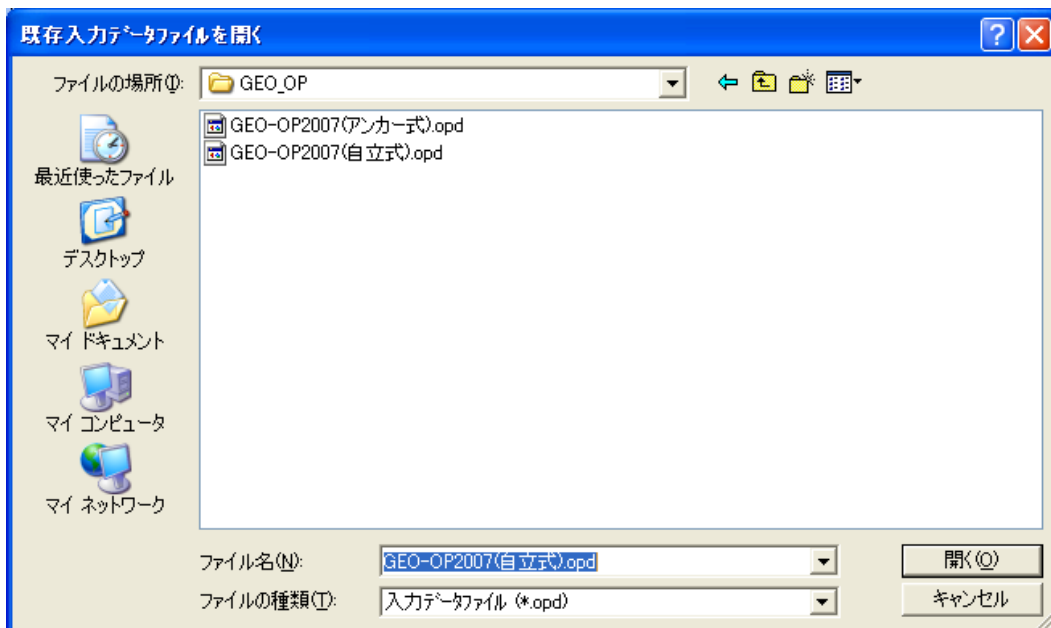 既存入力ﾃﾞｰﾀﾌｧｲﾙを開く
ファイルの場所(I):
GEO_OP
GEO-OP2007(アンカー式).opd
GEO-OP2007(自立式).opd
最近使ったファイル
デスクトップ
マイ ドキュメント
マイ コンピュータ
マイ ネットワーク
ファイル名(N):
GEO-OP2007(自立式).opd
開く(O)
ファイルの種類(T):
入力ﾃﾞｰﾀﾌｧｲﾙ (*.opd)
キャンセル